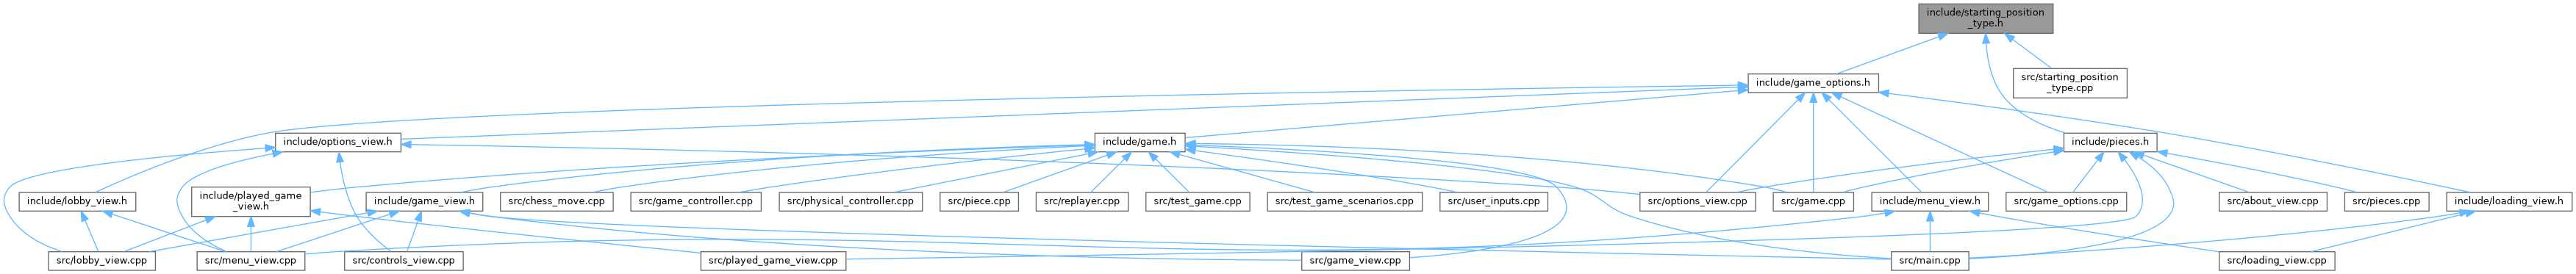 include/starting_position
_type.h
include/game_options.h
src/starting_position
_type.cpp
include/options_view.h
include/game.h
include/pieces.h
include/lobby_view.h
include/played_game
_view.h
include/game_view.h
src/chess_move.cpp
src/game_controller.cpp
src/physical_controller.cpp
src/piece.cpp
src/replayer.cpp
src/test_game.cpp
src/test_game_scenarios.cpp
src/user_inputs.cpp
src/options_view.cpp
src/game.cpp
include/menu_view.h
src/game_options.cpp
src/about_view.cpp
src/pieces.cpp
include/loading_view.h
src/lobby_view.cpp
src/menu_view.cpp
src/controls_view.cpp
src/played_game_view.cpp
src/game_view.cpp
src/main.cpp
src/loading_view.cpp